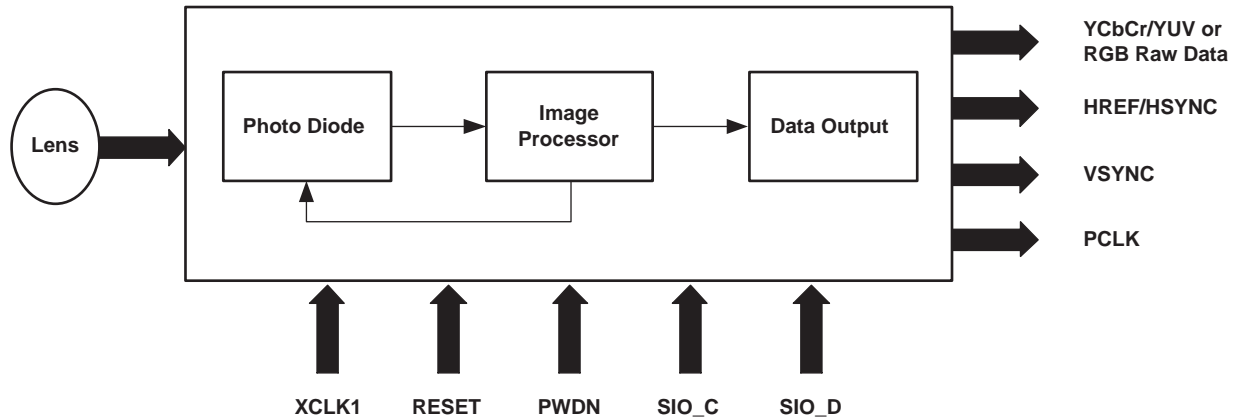 YCbCr/YUV or
RGB Raw Data
Lens
Photo Diode
Image
Processor
Data Output
HREF/HSYNC
VSYNC
PCLK
XCLK1
RESET
PWDN
SIO_C
SIO_D